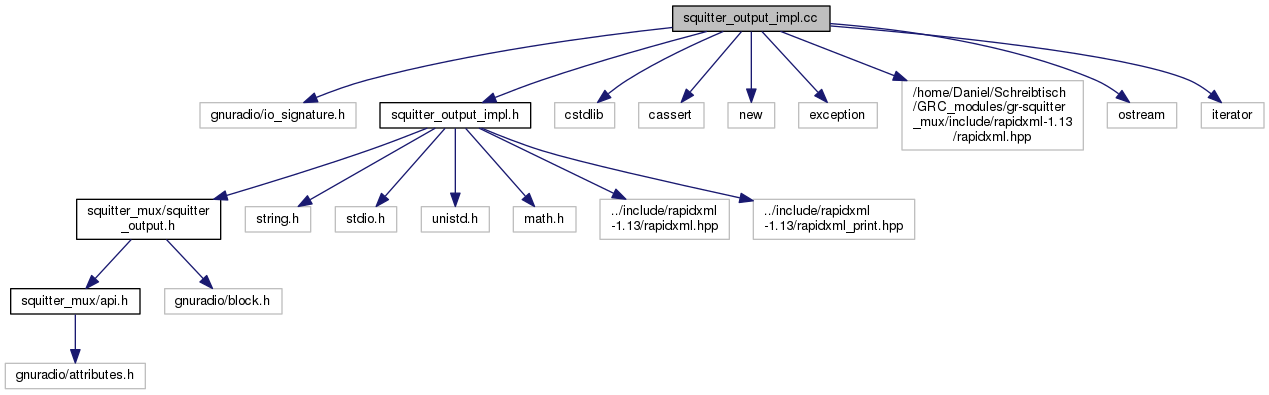 squitter_output_impl.cc
gnuradio/io_signature.h
squitter_output_impl.h
cstdlib
cassert
new
exception
/home/Daniel/Schreibtisch
/GRC_modules/gr-squitter
_mux/include/rapidxml-1.13
/rapidxml.hpp
ostream
iterator
squitter_mux/squitter
_output.h
string.h
stdio.h
unistd.h
math.h
../include/rapidxml
-1.13/rapidxml.hpp
../include/rapidxml
-1.13/rapidxml_print.hpp
squitter_mux/api.h
gnuradio/block.h
gnuradio/attributes.h